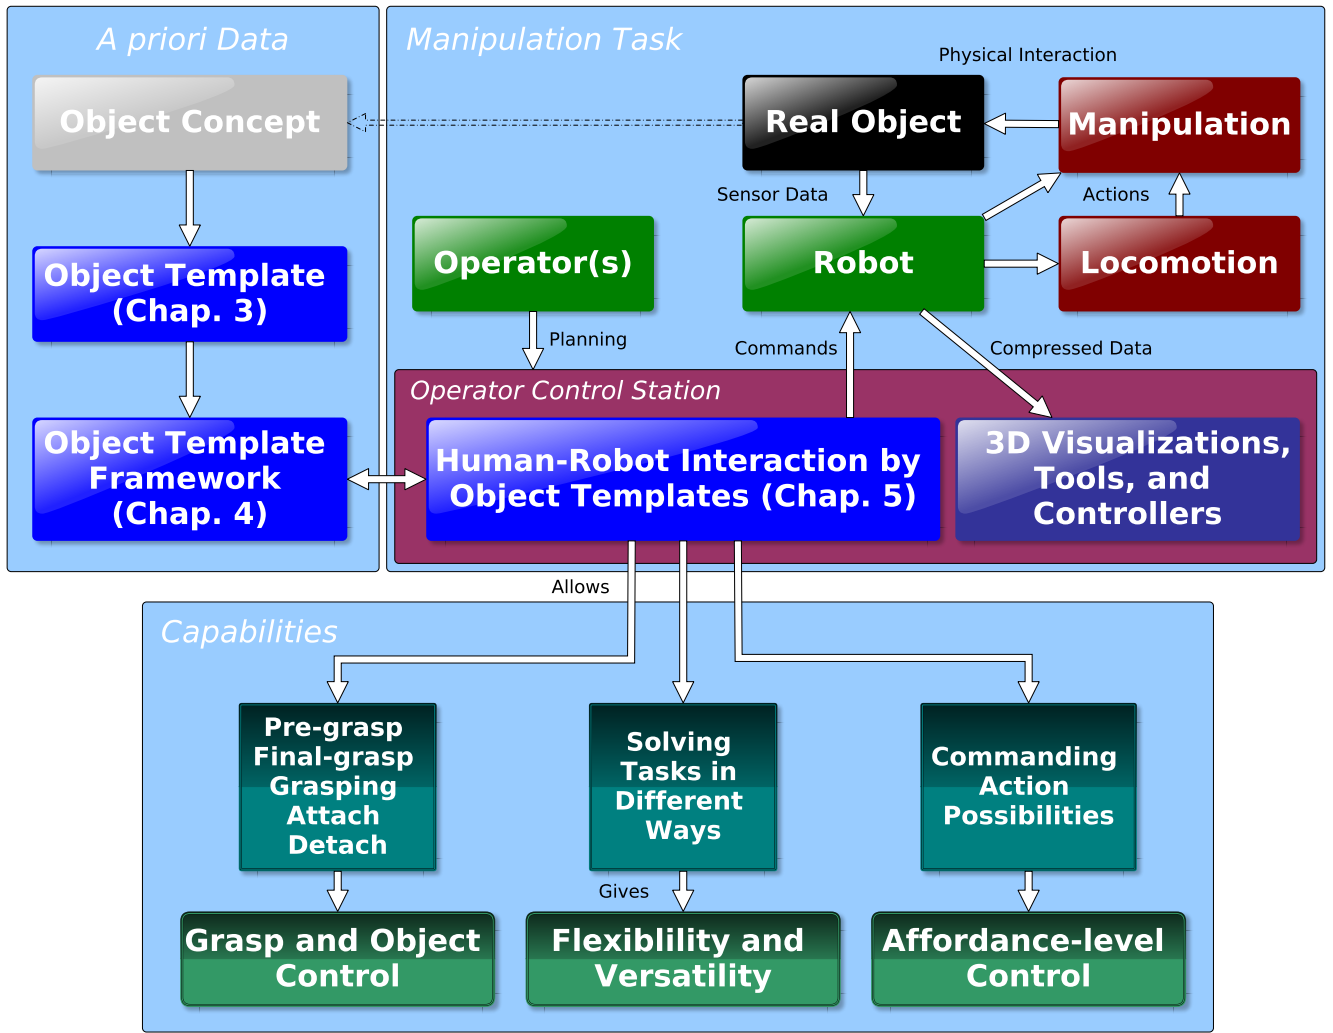 A priori Data
Object Concept
Object Template
(Chap. 3)
Object Template
Framework
(Chap. 4)
Manipulation Task
Physical Interaction
Real Object
Manipulation
Sensor Data
Actions
Operator(s)
Robot
Locomotion
Planning
Commands
Compressed Data
Operator Control Station
Human-Robot Interaction by
Object Templates (Chap. 5)
3D Visualizations,
Tools, and
Controllers
Allows
Capabilities
Pre-grasp
Final-grasp
Grasping
Attach
Detach
Solving
Tasks in
Different
Ways
Commanding
Action
Possibilities
Gives
Grasp and Object
Control
Flexiblility and
Versatility
Affordance-level
Control